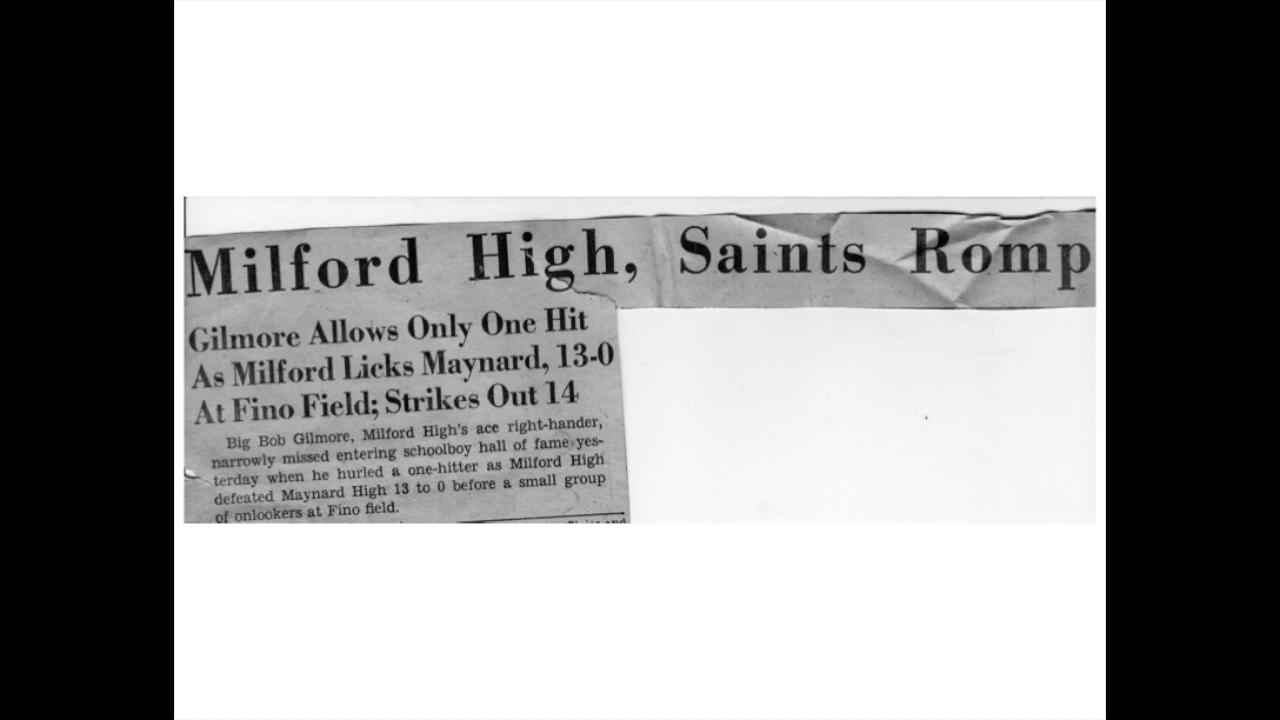 Milford High, Saints Romp
Gilmore Allows Only One Hit
As Milford Licks Maynard, 13-0
At Fino Field; Strikes Out 14
Big Bob Gilmore, Milford High's ace right-hander,
narrowly missed entering schoolboy hall of fame yes-
terday when he hurled a one-hitter as Milford High
defeated Maynard High 13 to 0 before a small group
of onlookers at Fino field.